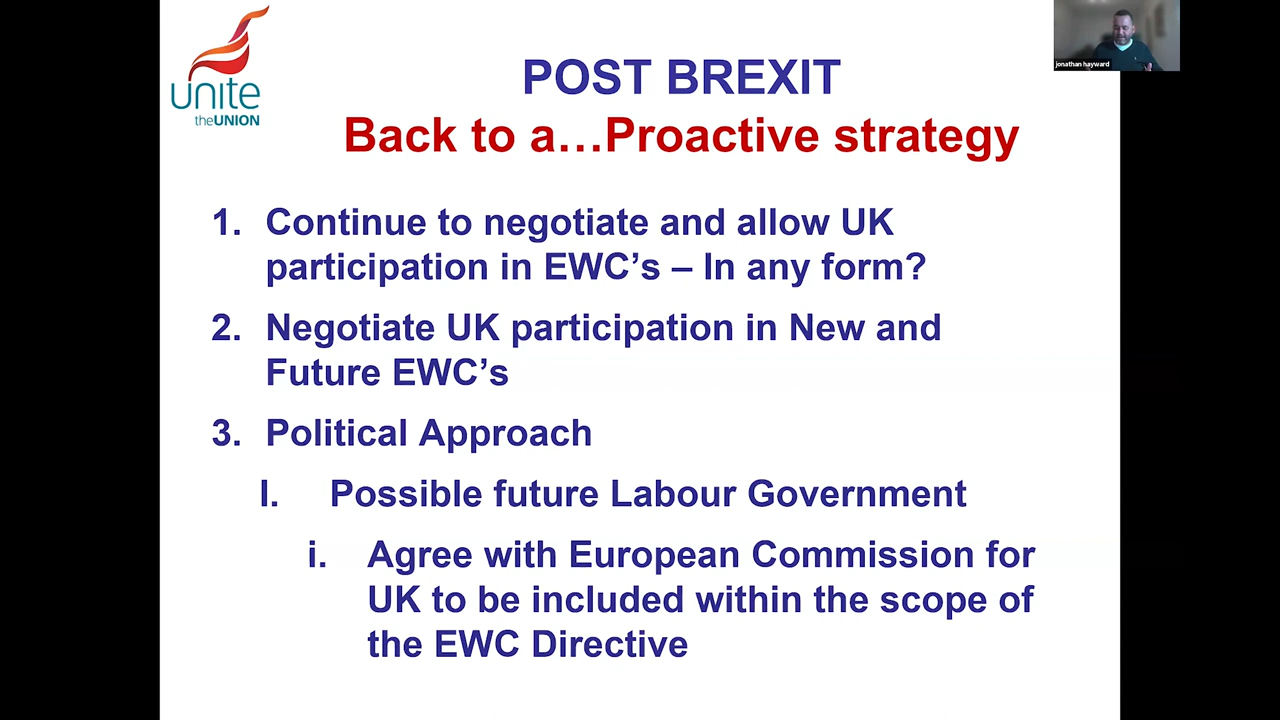 unite
theUNION
POST BREXIT
Back to a…Proactive strategy
1. Continue to negotiate and allow UK
participation in EWC’s – In any form?
2. Negotiate UK participation in New and
Future EWC’s
3. Political Approach
I. Possible future Labour Government
i. Agree with European Commission for
UK to be included within the scope of
the EWC Directive
jonathan hayward